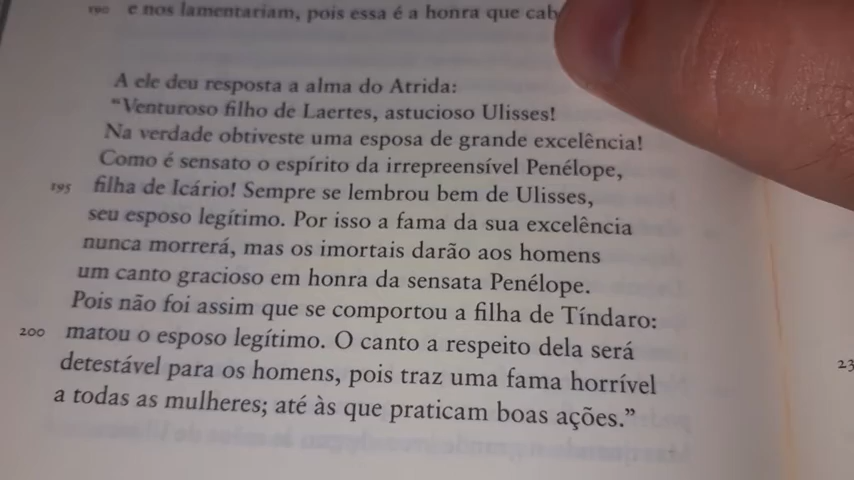 190 e nos lamentariam, pois essa é a honra que
A ele deu resposta a alma do Atrida:
“Venturoso filho de Laertes, astucioso Ulisses!
Na verdade obtiveste uma esposa de grande excelência!
Como é sensato o espírito da irrepreensível Penélope,
195 filha de Icário! Sempre se lembrou bem de Ulisses,
seu esposo legítimo. Por isso a fama da sua excelência
nunca morrerá, mas os imortais darão aos homens
um canto gracioso em honra da sensata Penélope.
Pois não foi assim que se comportou a filha de Tíndaro:
200 matou o esposo legítimo. O canto a respeito dela será
detestável para os homens, pois traz uma fama horrível
a todas as mulheres; até às que praticam boas ações.”